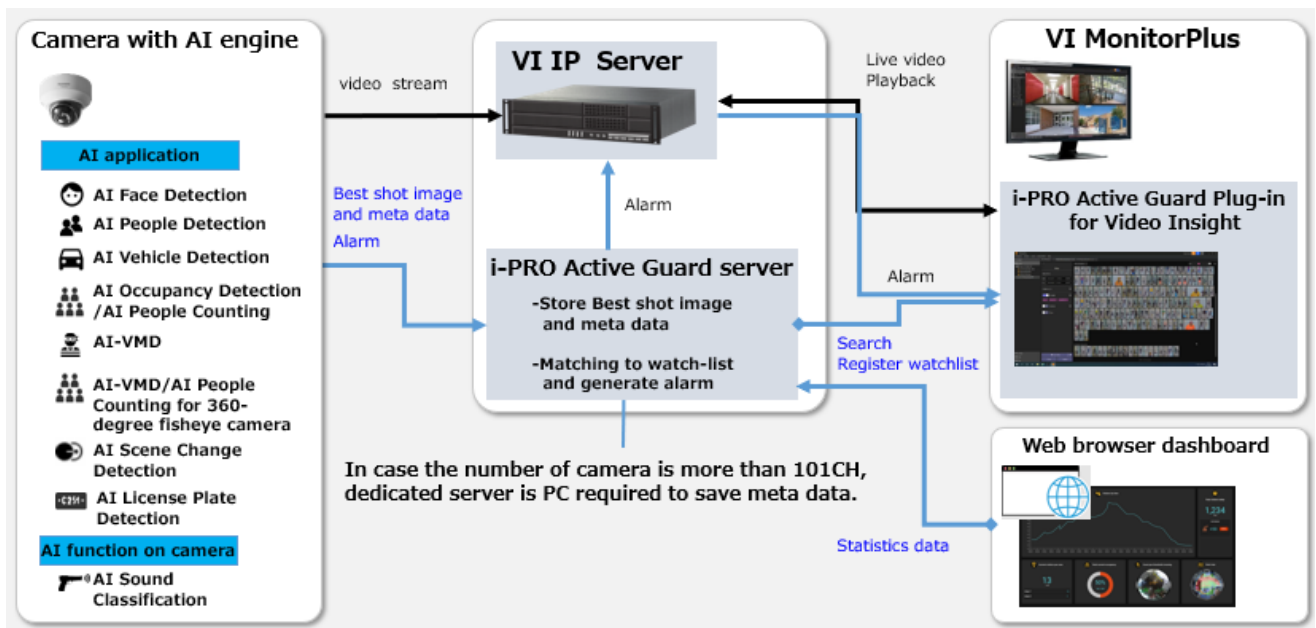 Camera with AI engine
AI application
AI Face Detection
AI People Detection
AI Vehicle Detection
AI Occupancy Detection
/AI People Counting
AI-VMD
AI-VMD/AI People
Counting for 360-
degree fisheye camera
AI Scene Change
Detection
AI License Plate
Detection
AI function on camera
AI Sound
Classification
video stream
Best shot image
and meta data
Alarm
VI IP Server
Alarm
i-PRO Active Guard server
-Store Best shot image
and meta data
-Matching to watch-list
and generate alarm
In case the number of camera is more than 101CH,
dedicated server is PC required to save meta data.
Live video
Playback
Alarm
Search
Register watchlist
Statistics data
VI MonitorPlus
i-PRO Active Guard Plug-in
for Video Insight
Web browser dashboard
1,234
13